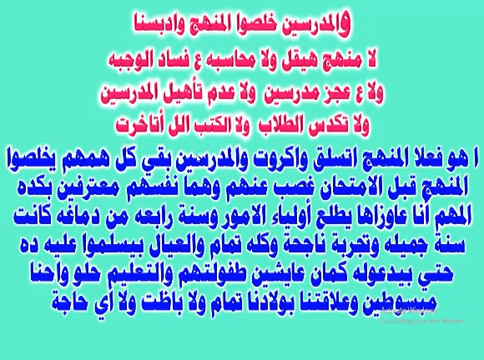 والمدرسين خلصوا المنهج وادبسنا
لا منهج هيقل ولا محاسبه ع فساد الوجبه
ولا ع عجز مدرسين ولا عدم تأهيل المدرسين
ولا تكدس الطلاب ولا الكتب الل أتاخرت
ا هو فعلا المنهج اتسلق واكروت والمدرسين بقي كل همهم يخلصوا
المنهج قبل الامتحان غصب عنهم وهما نفسهم معترفين بكده
المهم أنا عاوزاها يطلع أولياء الامور وسنة رابعه من دماغه كانت
سنة جميله وتجربة ناجحة وكله تمام والعيال بيسلموا عليه ده
حتي بيدعوله كمان عايشين طفولتهم والتعليم حلو واحنا
مبسوطين وعلاقتنا بولادنا تمام ولا باظت ولا أي حاجة